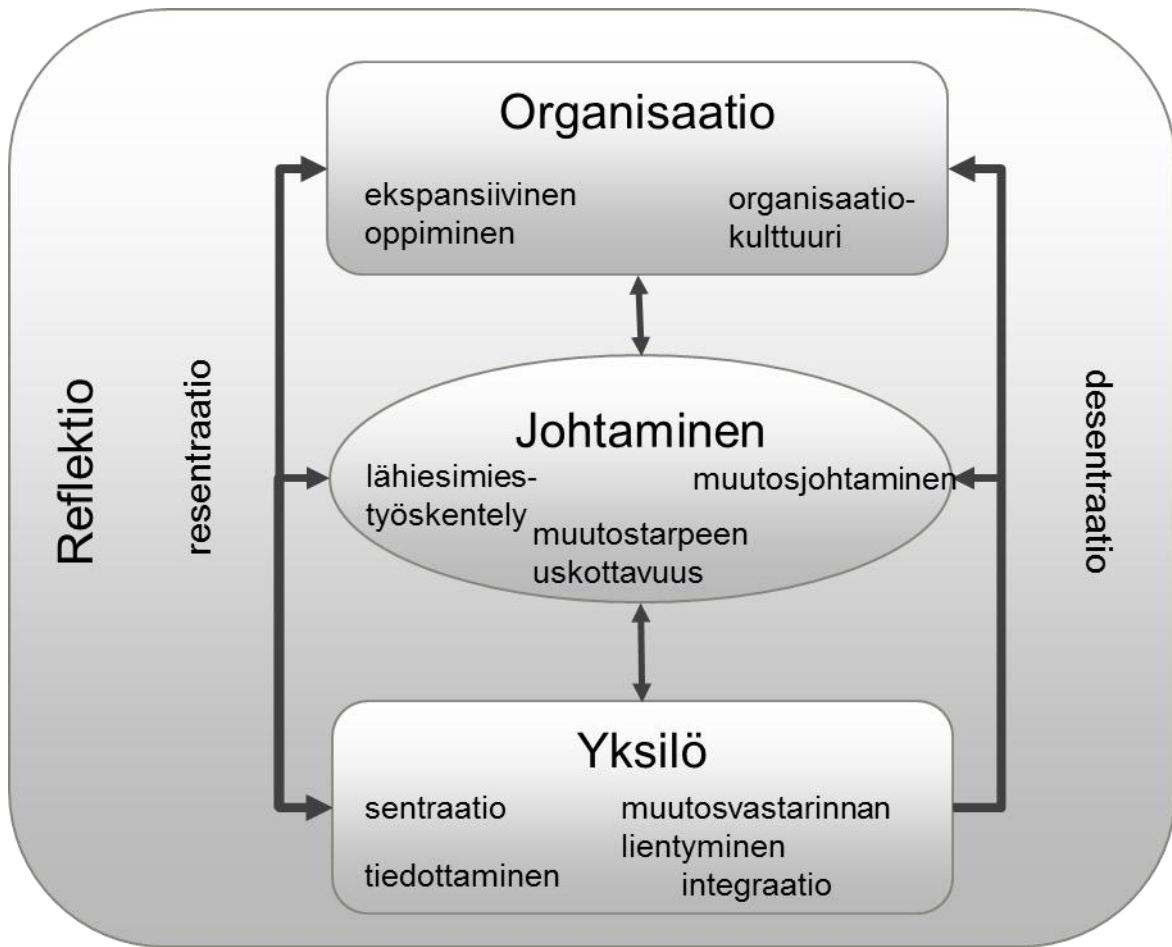 Organisaatio
ekspansiivinen
oppiminen
organisaatio-
kulttuuri
Reflektio
resentraatio
desentraatio
Johtaminen
lähiesimies-
työskentely
muutosjohtaminen
muutostarpeen
uskottavuus
Yksilö
sentraatio
tiedottaminen
muutosvastarinnan
lientyminen
integraatio